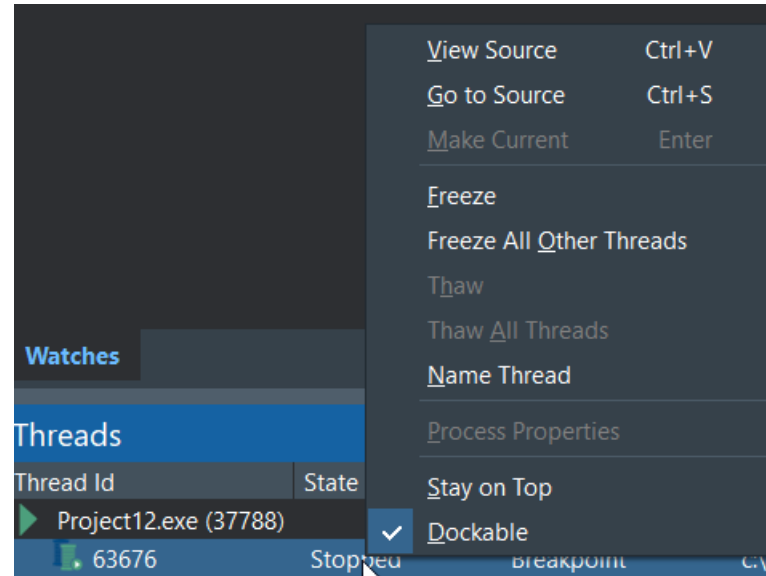 View Source Ctrl+V
Go to Source Ctrl+S
Make Current Enter
Freeze
Freeze All Other Threads
Thaw
Thaw All Threads
Name Thread
Process Properties
Stay on Top
Dockable
Watches
Threads
Thread Id State
Project12.exe (37788)
63676 Stopped Breakpoint c:\